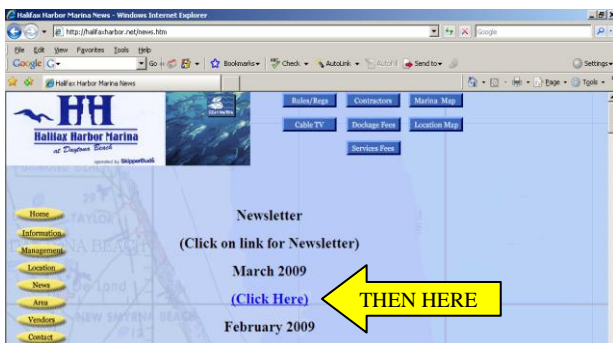 Halifax Harbor Marina News - Windows Internet Explorer
http://halifaxharbor.net/news.htm
Google
File Edit View Favorites Tools Help
Google G Go Bookmarks Check AutoLink AutoFill Send to Settings
Halifax Harbor Marina News Page Tools
HH
Halifax Harbor Marina
at Daytona Beach
operated by SkipperBud's
Rules/Regs Contractors Marina Map
Cable TV Dockage Fees Location Map
Services Fees
Home
Information
Management
Location
News
Area
Vendors
Contact
Newsletter
(Click on link for Newsletter)
March 2009
(Click Here)
THEN HERE
February 2009